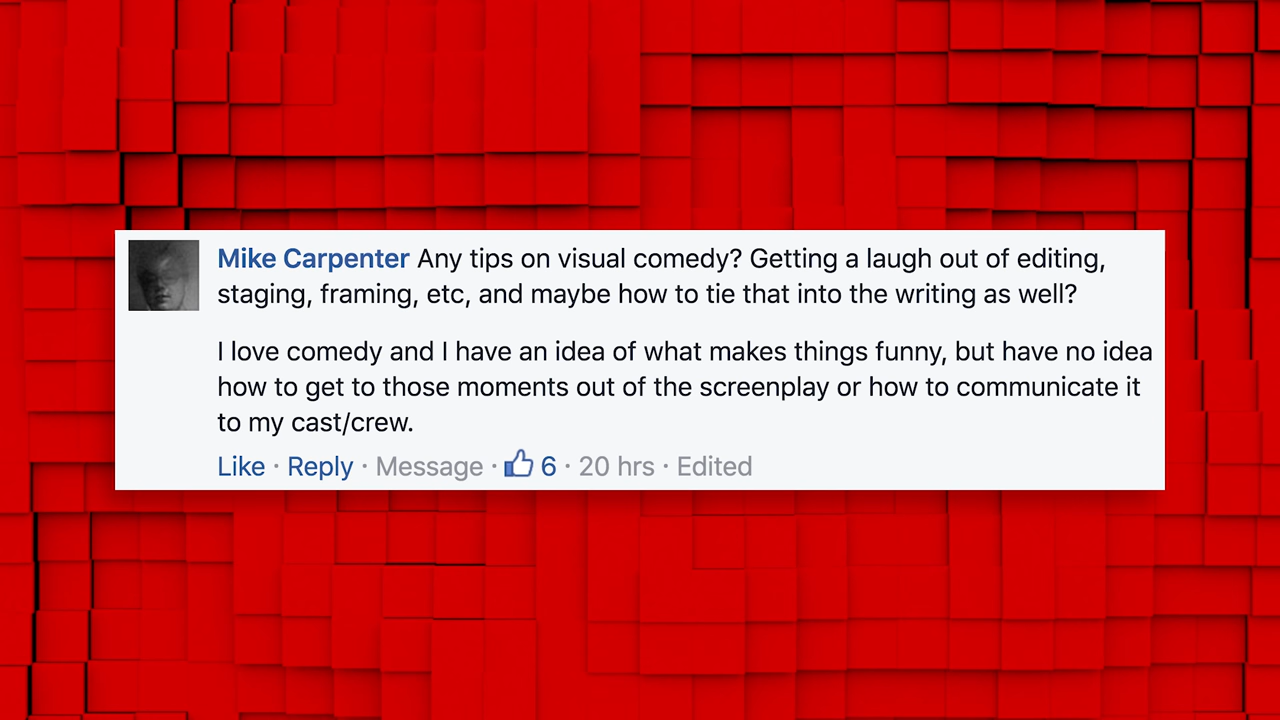 Mike Carpenter Any tips on visual comedy? Getting a laugh out of editing,
staging, framing, etc, and maybe how to tie that into the writing as well?
I love comedy and I have an idea of what makes things funny, but have no idea
how to get to those moments out of the screenplay or how to communicate it
to my cast/crew.
Like · Reply · Message · 6 · 20 hrs · Edited